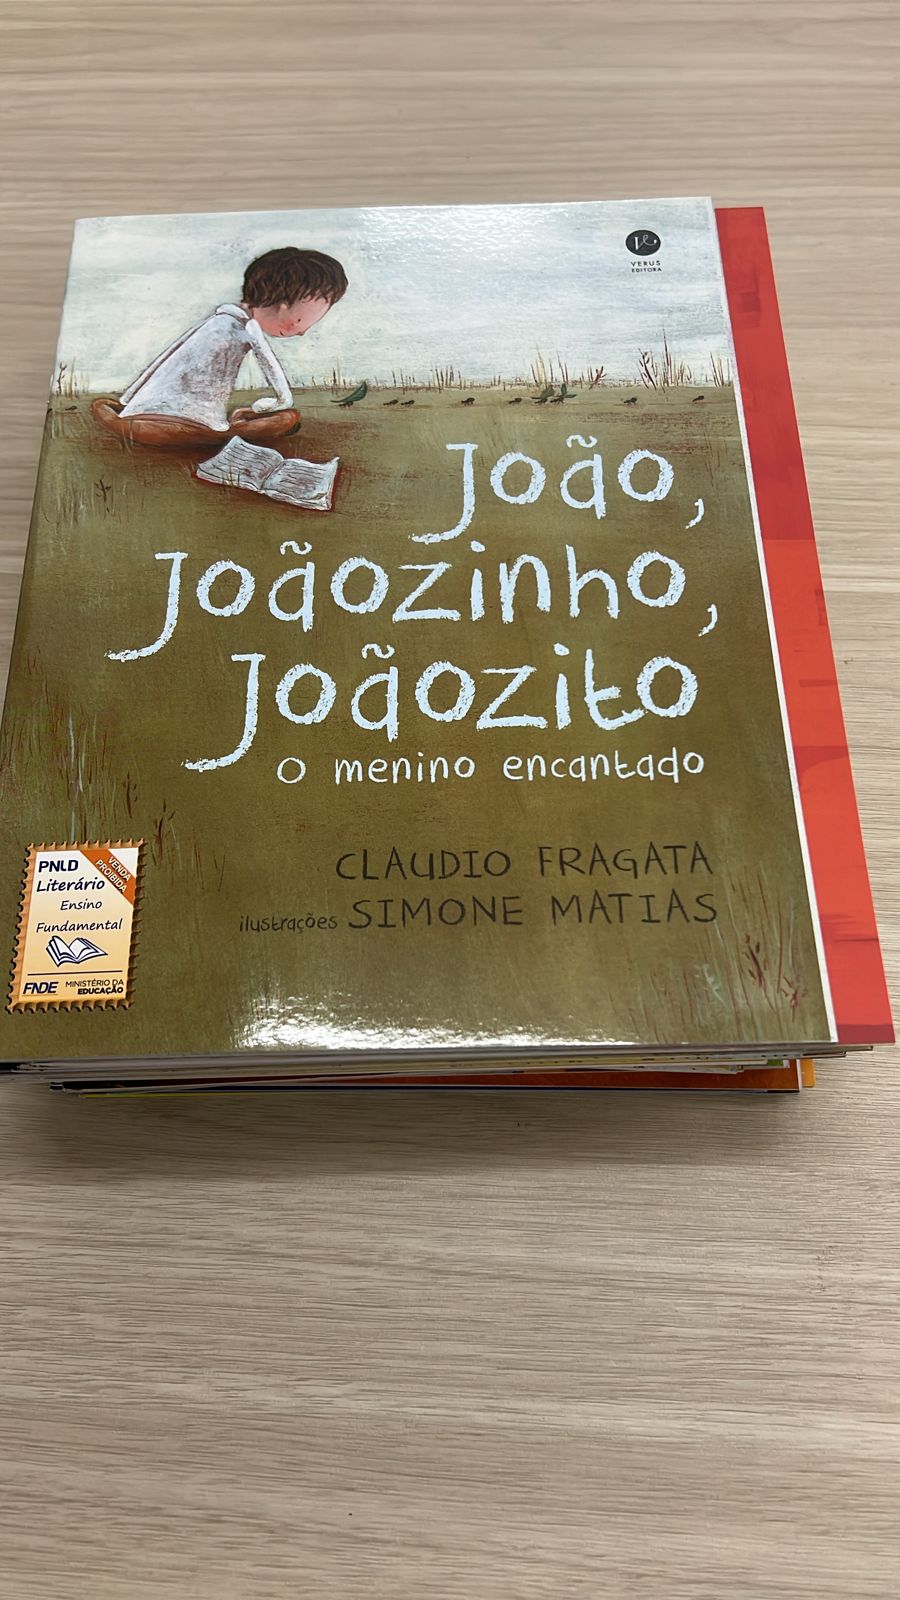 VERUS
EDITORA
João,
Joãozinho,
Joãozito
o menino encantado
CLAUDIO FRAGATA
ilustrações SIMONE MATIAS
PNLD
VENDA
PROIBIDA
Literário
Ensino
Fundamental
FNDE
MINISTÉRIO DA
EDUCAÇÃO